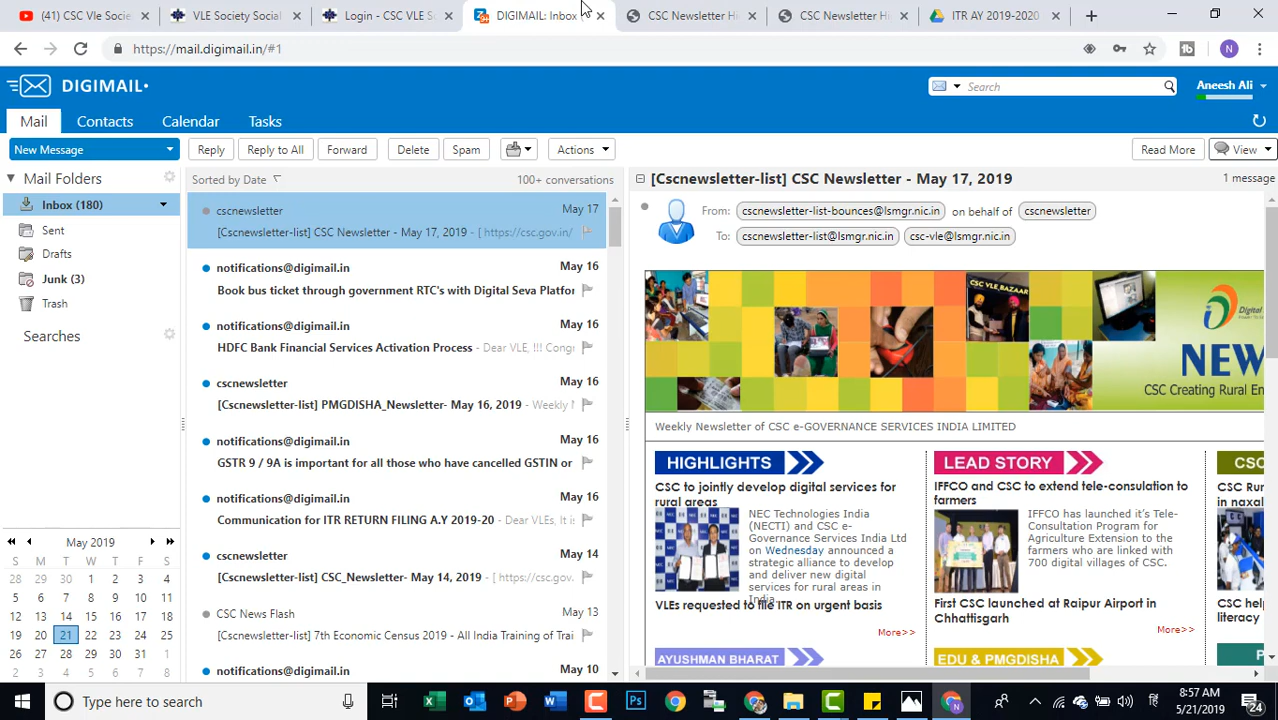 (41) CSC Vle Socie
VLE Society Social
Login - CSC VLE S
DIGIMAIL: Inbox
CSC Newsletter H
CSC Newsletter H
ITR AY 2019-2020
https://mail.digimail.in/#1
N
DIGIMAIL
Search
Aneesh Ali
Mail Contacts Calendar Tasks
New Message
Reply Reply to All Forward Delete Spam Actions
Read More View
Mail Folders
Inbox (180)
Sent
Drafts
Junk (3)
Trash
Searches
May 2019
S M T W T F S
28 29 30 1 2 3 4
5 6 7 8 9 10 11
12 13 14 15 16 17 18
19 20 21 22 23 24 25
26 27 28 29 30 31 1
2 3 4 5 6 7 8
Sorted by Date 100+ conversations
cscnewsletter May 17
[Cscnewsletter-list] CSC Newsletter - May 17, 2019 - [ https://csc.gov.in/
notifications@digimail.in May 16
Book bus ticket through government RTC's with Digital Seva Platfor
notifications@digimail.in May 16
HDFC Bank Financial Services Activation Process - Dear VLE, !!! Cong
cscnewsletter May 16
[Cscnewsletter-list] PMGDISHA_Newsletter- May 16, 2019 - Weekly N
notifications@digimail.in May 16
GSTR 9 / 9A is important for all those who have cancelled GSTIN or
notifications@digimail.in May 16
Communication for ITR RETURN FILING A.Y 2019-20 - Dear VLEs, It is
cscnewsletter May 14
[Cscnewsletter-list] CSC_Newsletter- May 14, 2019 - [ https://csc.gov.
CSC News Flash May 13
[Cscnewsletter-list] 7th Economic Census 2019 - All India Training of Trai
notifications@digimail.in May 10
[Cscnewsletter-list] CSC Newsletter - May 17, 2019 1 message
From: cscnewsletter-list-bounces@lsmgr.nic.in on behalf of cscnewsletter
To: cscnewsletter-list@lsmgr.nic.in csc-vle@lsmgr.nic.in
CSC VLE BAZAAR
Digital
NEW
CSC Creating Rural En
Weekly Newsletter of CSC e-GOVERNANCE SERVICES INDIA LIMITED
HIGHLIGHTS
CSC to jointly develop digital services for
rural areas
NEC Technologies India
(NECTI) and CSC e-
Governance Services India Ltd
on Wednesday announced a
strategic alliance to develop
and deliver new digital
services for rural areas in
India.
VLEs requested to file ITR on urgent basis
More>>
AYUSHMAN BHARAT
LEAD STORY
IFFCO and CSC to extend tele-consulation to
farmers
IFFCO has launched it's Tele-
Consultation Program for
Agriculture Extension to the
farmers who are linked with
700 digital villages of CSC.
First CSC launched at Raipur Airport in
Chhattisgarh
More>>
EDU & PMGDISHA
CSC
CSC Rur
in naxal
CSC help
literacy
P
Type here to search
8:57 AM
5/21/2019
24